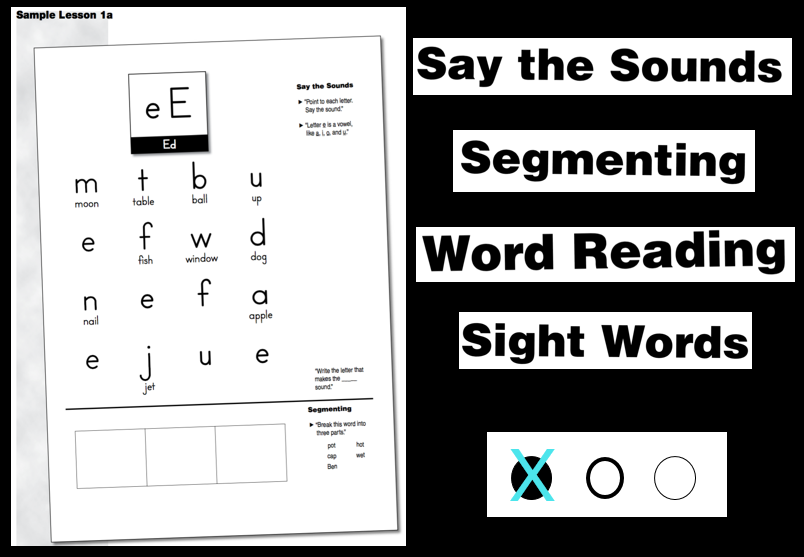 Sample Lesson 1a
e E
Ed
Say the Sounds
"Point to each letter.
Say the sound."
"Letter e is a vowel,
like a, i, o, and u."
m t b u
moon table ball up
e f w d
fish window dog
n e f a
nail apple
e j u e
jet
"Write the letter that
makes the _____
sound."
Segmenting
"Break this word into
three parts."
pot hot
cap wet
Ben
Say the Sounds
Segmenting
Word Reading
Sight Words
X